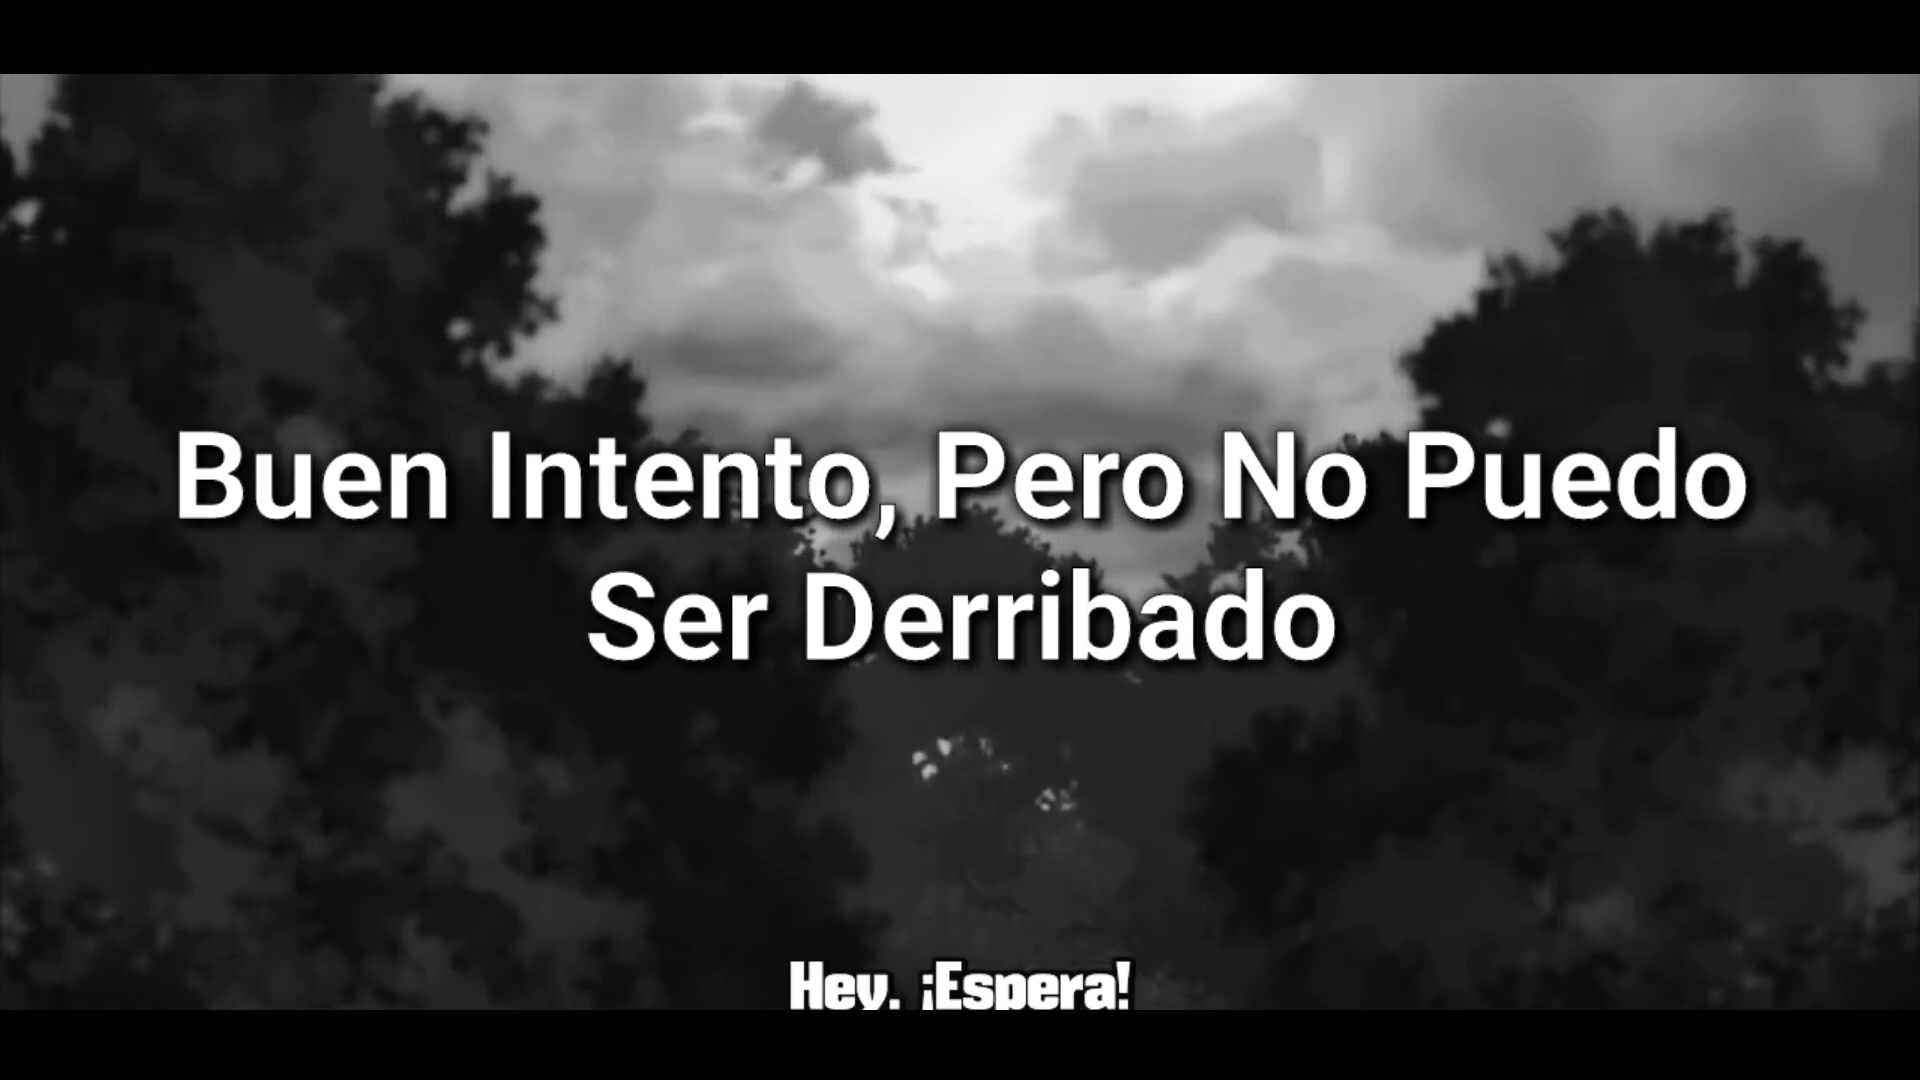 Buen Intento, Pero No Puedo
Ser Derribado
Hey. ¡Espera!